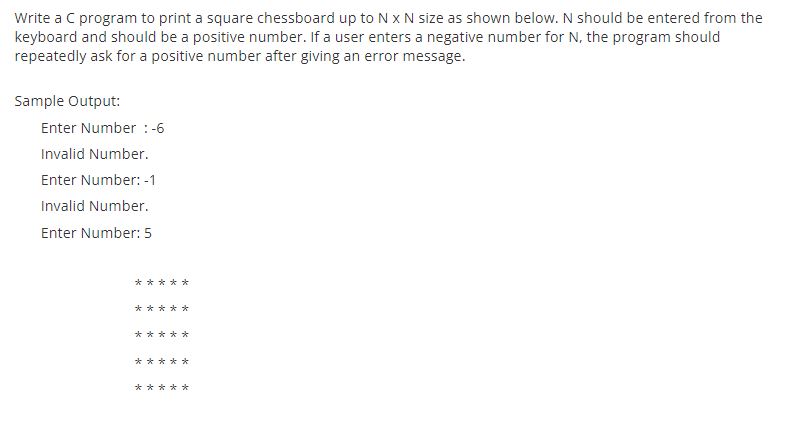 Write a C program to print a square chessboard up to N x N size as shown below. N should be entered from the
keyboard and should be a positive number. If a user enters a negative number for N, the program should
repeatedly ask for a positive number after giving an error message.
Sample Output:
Enter Number : -6
Invalid Number.
Enter Number: -1
Invalid Number.
Enter Number: 5
* * * * *
* * * * *
* * * * *
* * * * *
* * * * *